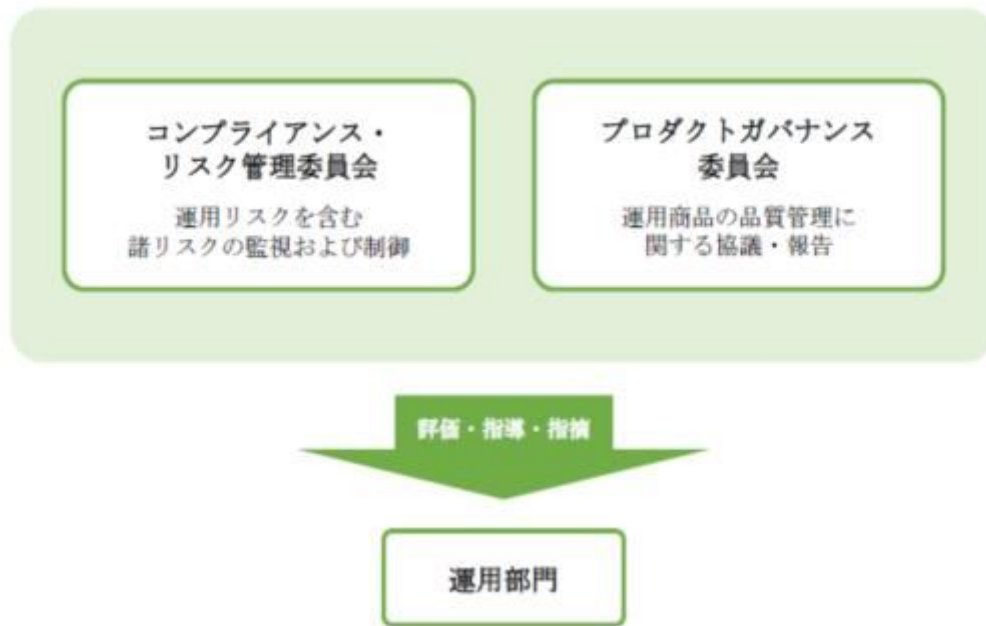 コンプライアンス・
リスク管理委員会
運用リスクを含む
諸リスクの監視および制御
プロダクトガバナンス
委員会
運用商品の品質管理に
関する協議・報告
評価・指導・指摘
運用部門